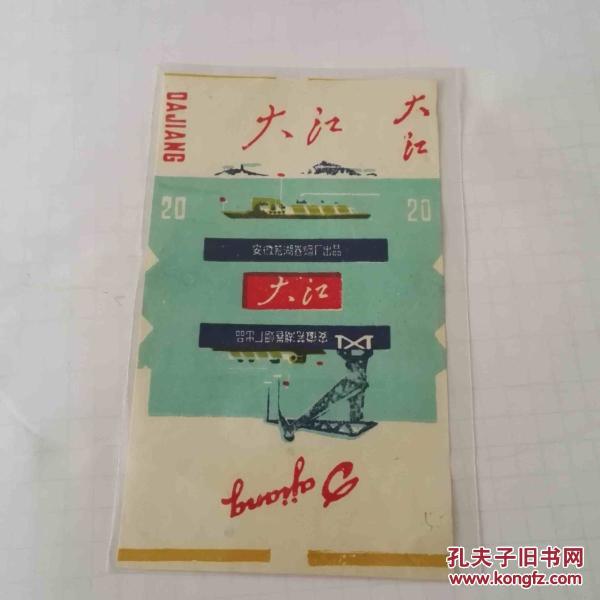 DAJIANG
大江
大江
20
20
安徽芜湖卷烟厂出品
大江
安徽芜湖卷烟厂出品
Dajiang
孔夫子旧书网
www.kongfz.com